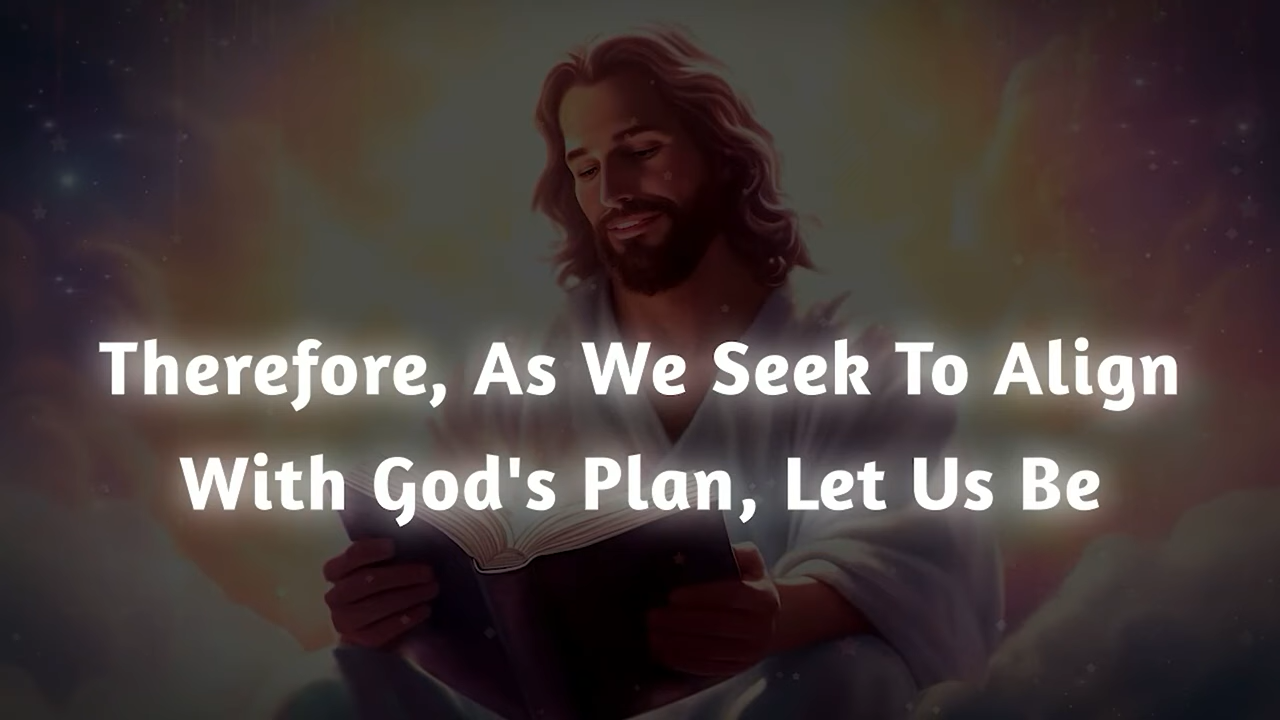 Therefore, As We Seek To Align
With God's Plan, Let Us Be